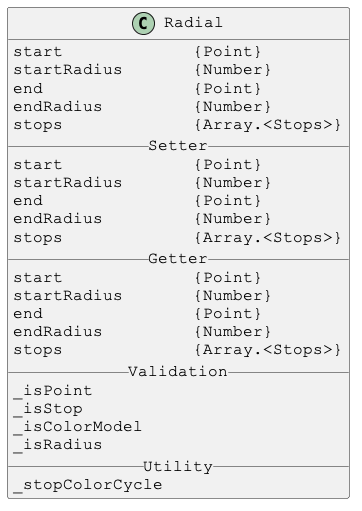 C Radial
start {Point}
startRadius {Number}
end {Point}
endRadius {Number}
stops {Array.<Stops>}
Setter
start {Point}
startRadius {Number}
end {Point}
endRadius {Number}
stops {Array.<Stops>}
Getter
start {Point}
startRadius {Number}
end {Point}
endRadius {Number}
stops {Array.<Stops>}
Validation
_isPoint
_isStop
_isColorModel
_isRadius
Utility
_stopColorCycle